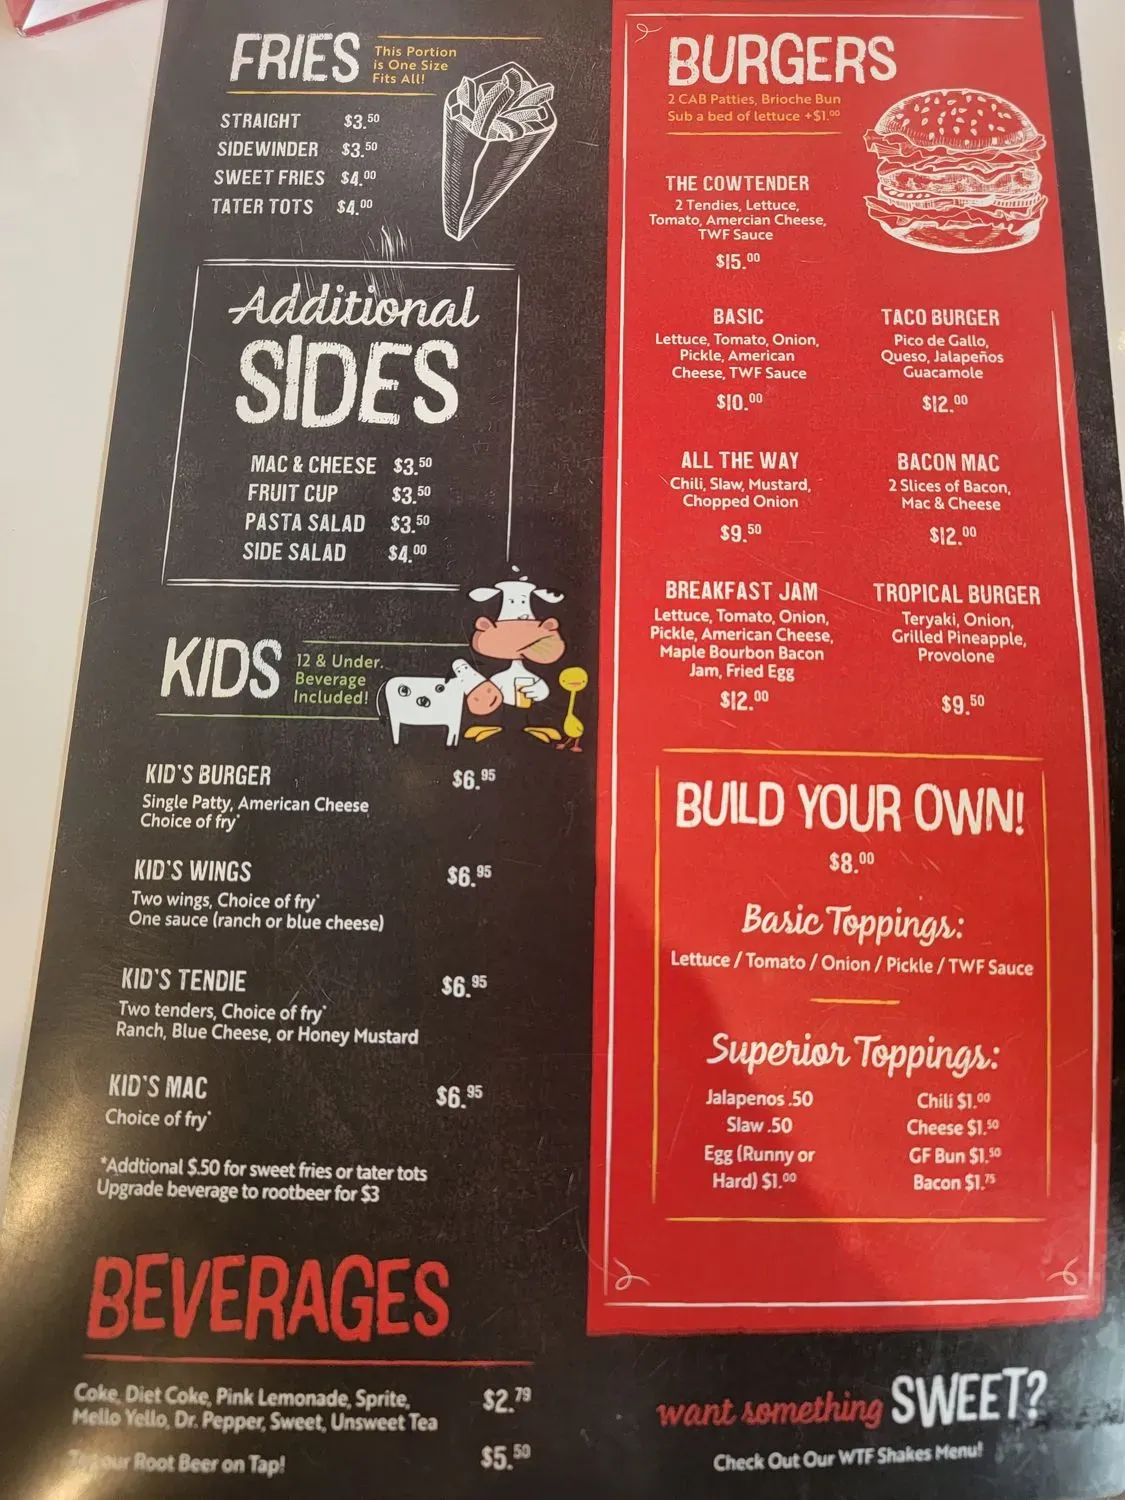 FRIES
This Portion
is One Size
Fits All!
STRAIGHT $3.50
SIDEWINDER $3.50
SWEET FRIES $4.00
TATER TOTS $4.00
Additional
SIDES
MAC & CHEESE $3.50
FRUIT CUP $3.50
PASTA SALAD $3.50
SIDE SALAD $4.00
KIDS
12 & Under.
Beverage
Included!
KID'S BURGER $6.95
Single Patty, American Cheese
Choice of fry*
KID'S WINGS $6.95
Two wings, Choice of fry*
One sauce (ranch or blue cheese)
KID'S TENDIE $6.95
Two tenders, Choice of fry*
Ranch, Blue Cheese, or Honey Mustard
KID'S MAC $6.95
Choice of fry*
*Addtional $.50 for sweet fries or tater tots
Upgrade beverage to rootbeer for $3
BEVERAGES
Coke, Diet Coke, Pink Lemonade, Sprite, $2.79
Mello Yello, Dr. Pepper, Sweet, Unsweet Tea
our Root Beer on Tap! $5.50
BURGERS
2 CAB Patties, Brioche Bun
Sub a bed of lettuce +$1.00
THE COWTENDER
2 Tendies, Lettuce,
Tomato, Amercian Cheese,
TWF Sauce
$15.00
BASIC
Lettuce, Tomato, Onion,
Pickle, American
Cheese, TWF Sauce
$10.00
TACO BURGER
Pico de Gallo,
Queso, Jalapeños
Guacamole
$12.00
ALL THE WAY
Chili, Slaw, Mustard,
Chopped Onion
$9.50
BACON MAC
2 Slices of Bacon,
Mac & Cheese
$12.00
BREAKFAST JAM
Lettuce, Tomato, Onion,
Pickle, American Cheese,
Maple Bourbon Bacon
Jam, Fried Egg
$12.00
TROPICAL BURGER
Teryaki, Onion,
Grilled Pineapple,
Provolone
$9.50
BUILD YOUR OWN!
$8.00
Basic Toppings:
Lettuce / Tomato / Onion / Pickle / TWF Sauce
Superior Toppings:
Jalapenos .50
Slaw .50
Egg (Runny or
Hard) $1.00
Chili $1.00
Cheese $1.50
GF Bun $1.50
Bacon $1.75
want something SWEET?
Check Out Our WTF Shakes Menu!